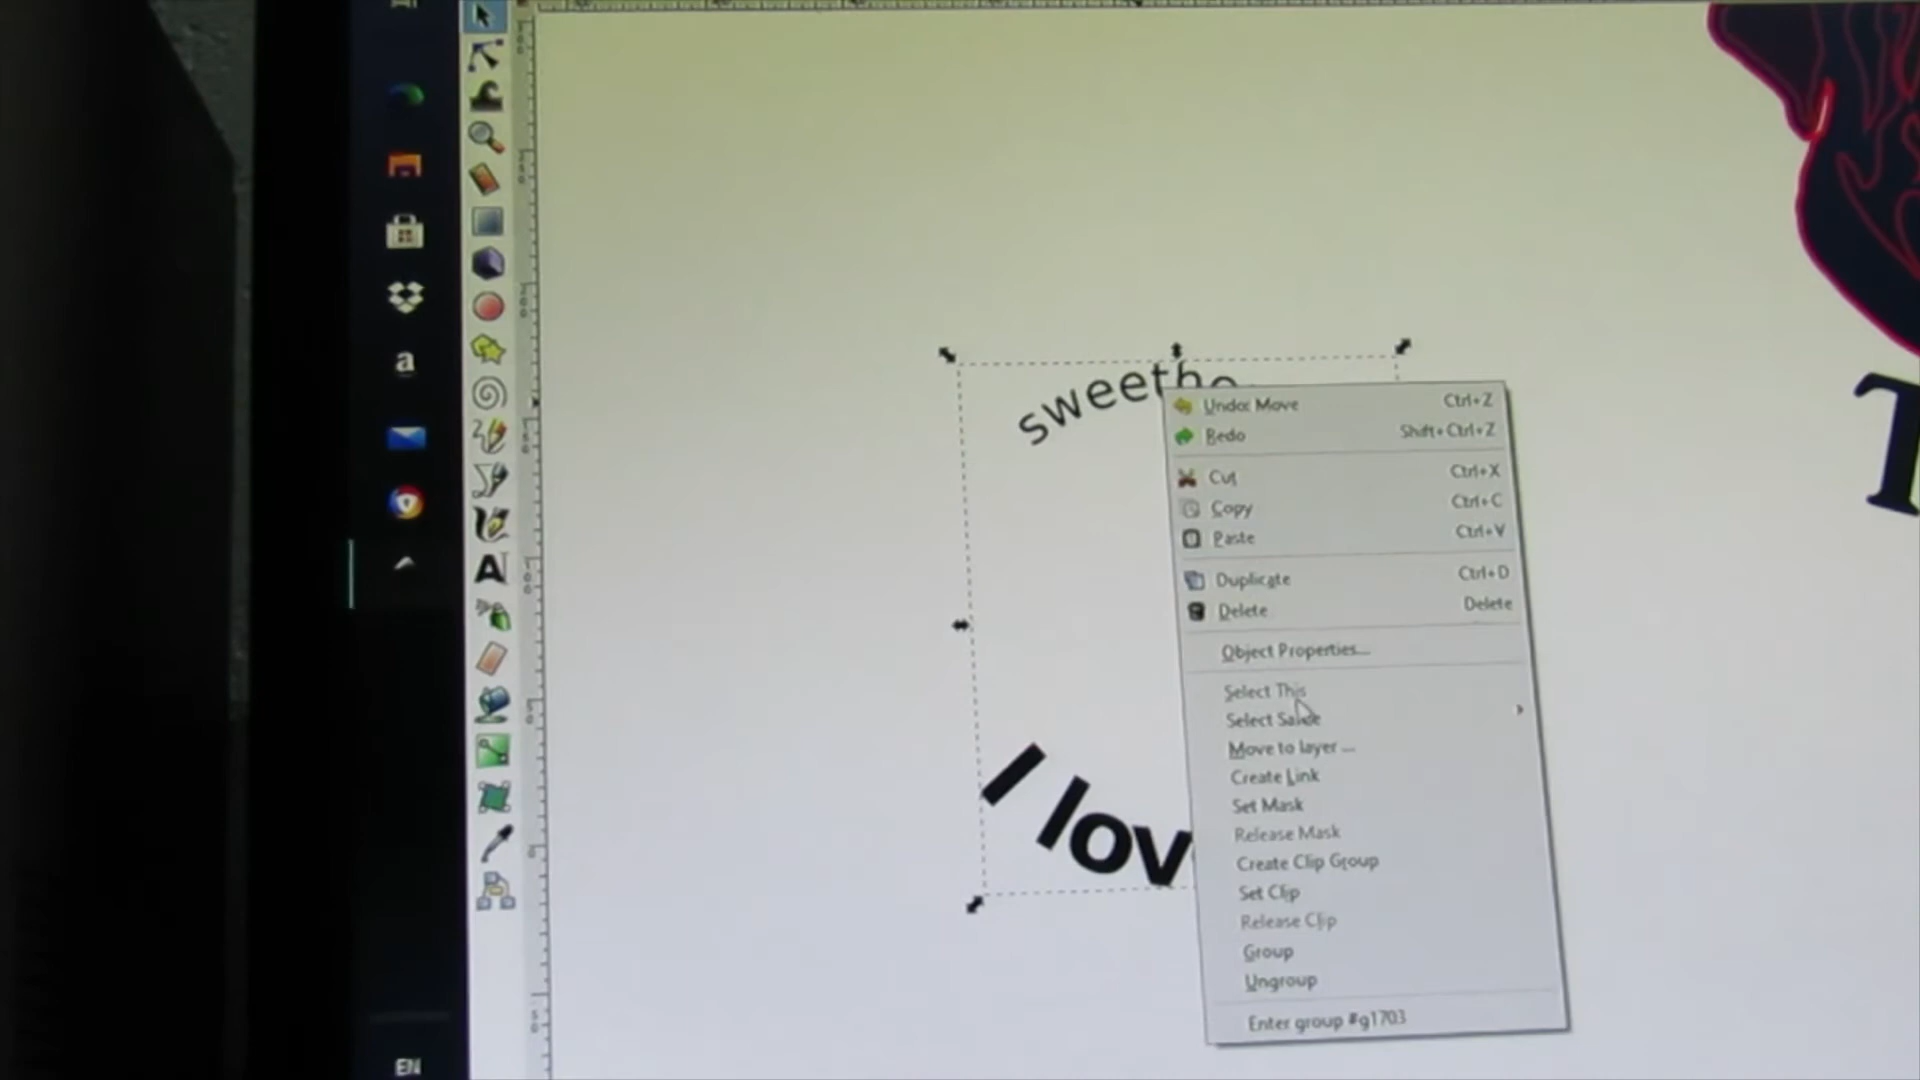 sweethe
Undo: Move Ctrl+Z
Redo Shift+Ctrl+Z
Cut Ctrl+X
Copy Ctrl+C
Paste Ctrl+V
Duplicate Ctrl+D
Delete Delete
Object Properties...
Select This
Select Same
Move to layer ...
Create Link
Set Mask
Release Mask
Create Clip Group
Set Clip
Release Clip
Group
Ungroup
Enter group #g1703
I lov
T
a
A
EN